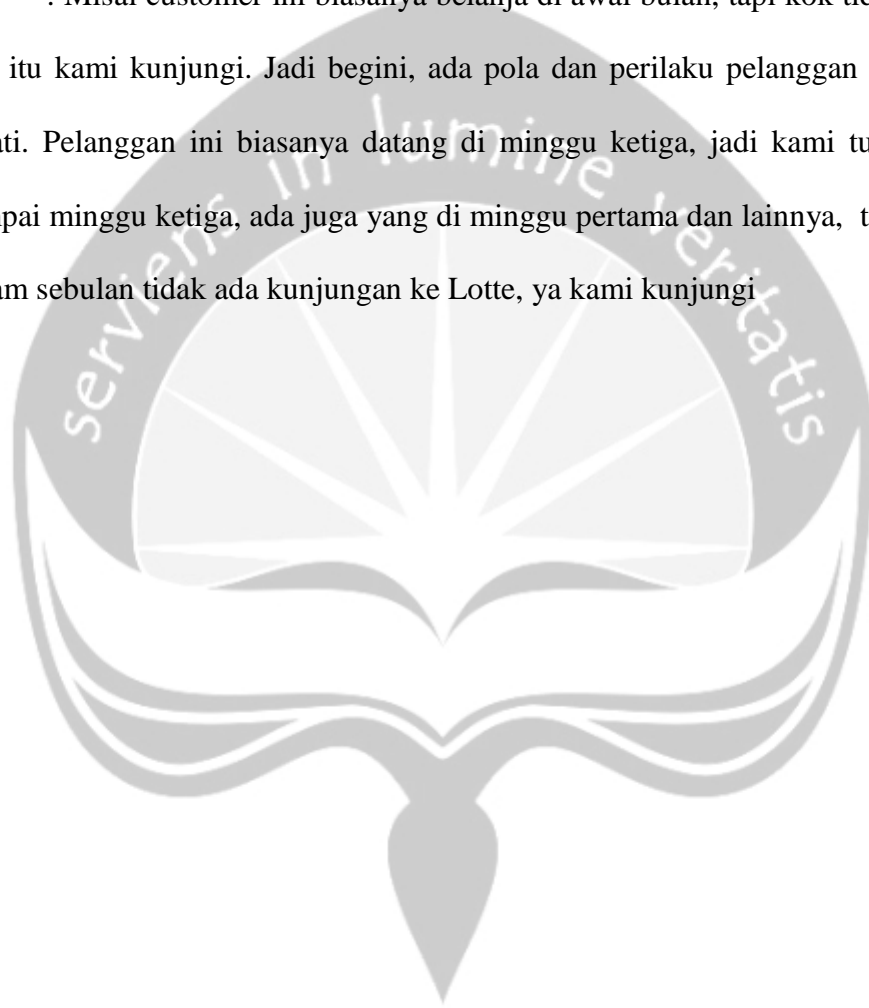 : Misal customer ini biasanya belanja di awal bulan, tapi kok
itu kami kunjungi. Jadi begini, ada pola dan perilaku pelanggan
ati. Pelanggan ini biasanya datang di minggu ketiga, jadi kami tu
pai minggu ketiga, ada juga yang di minggu pertama dan lainnya, t
am sebulan tidak ada kunjungan ke Lotte, ya kami kunjungi
serviens in lumine veritatis